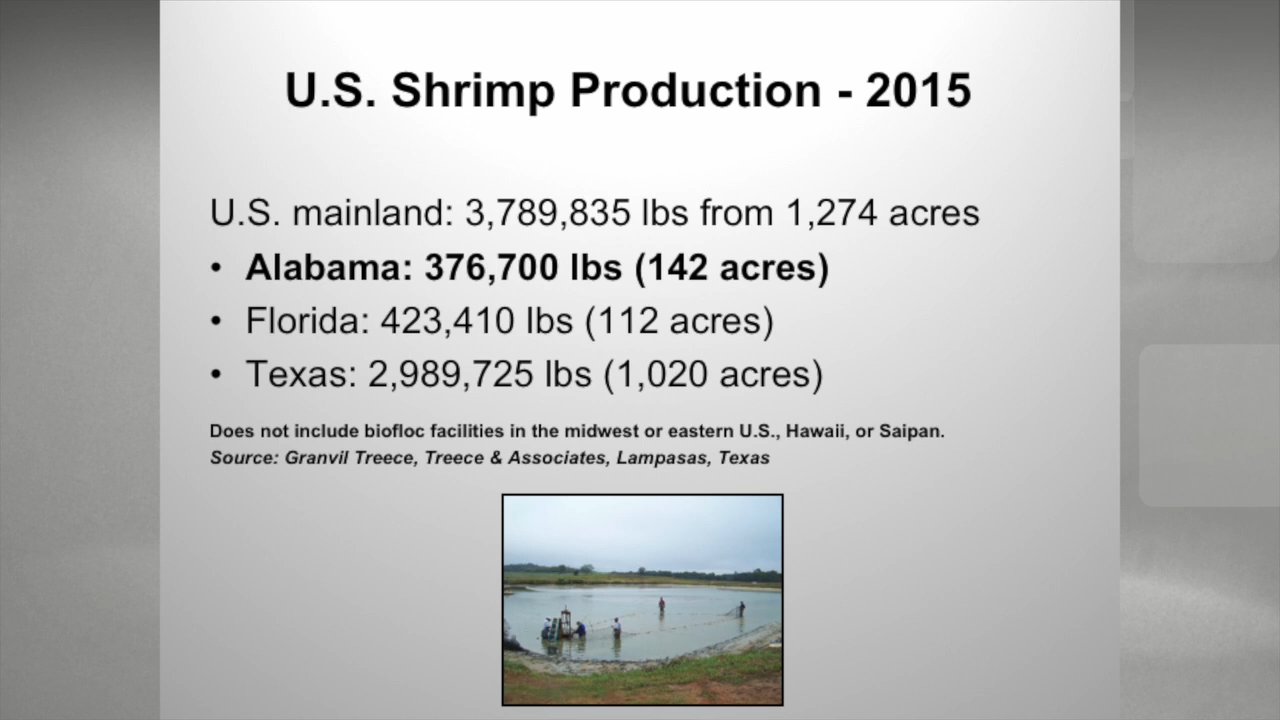 U.S. Shrimp Production - 2015
U.S. mainland: 3,789,835 lbs from 1,274 acres
• Alabama: 376,700 lbs (142 acres)
• Florida: 423,410 lbs (112 acres)
• Texas: 2,989,725 lbs (1,020 acres)
Does not include biofloc facilities in the midwest or eastern U.S., Hawaii, or Saipan.
Source: Granvil Treece, Treece & Associates, Lampasas, Texas